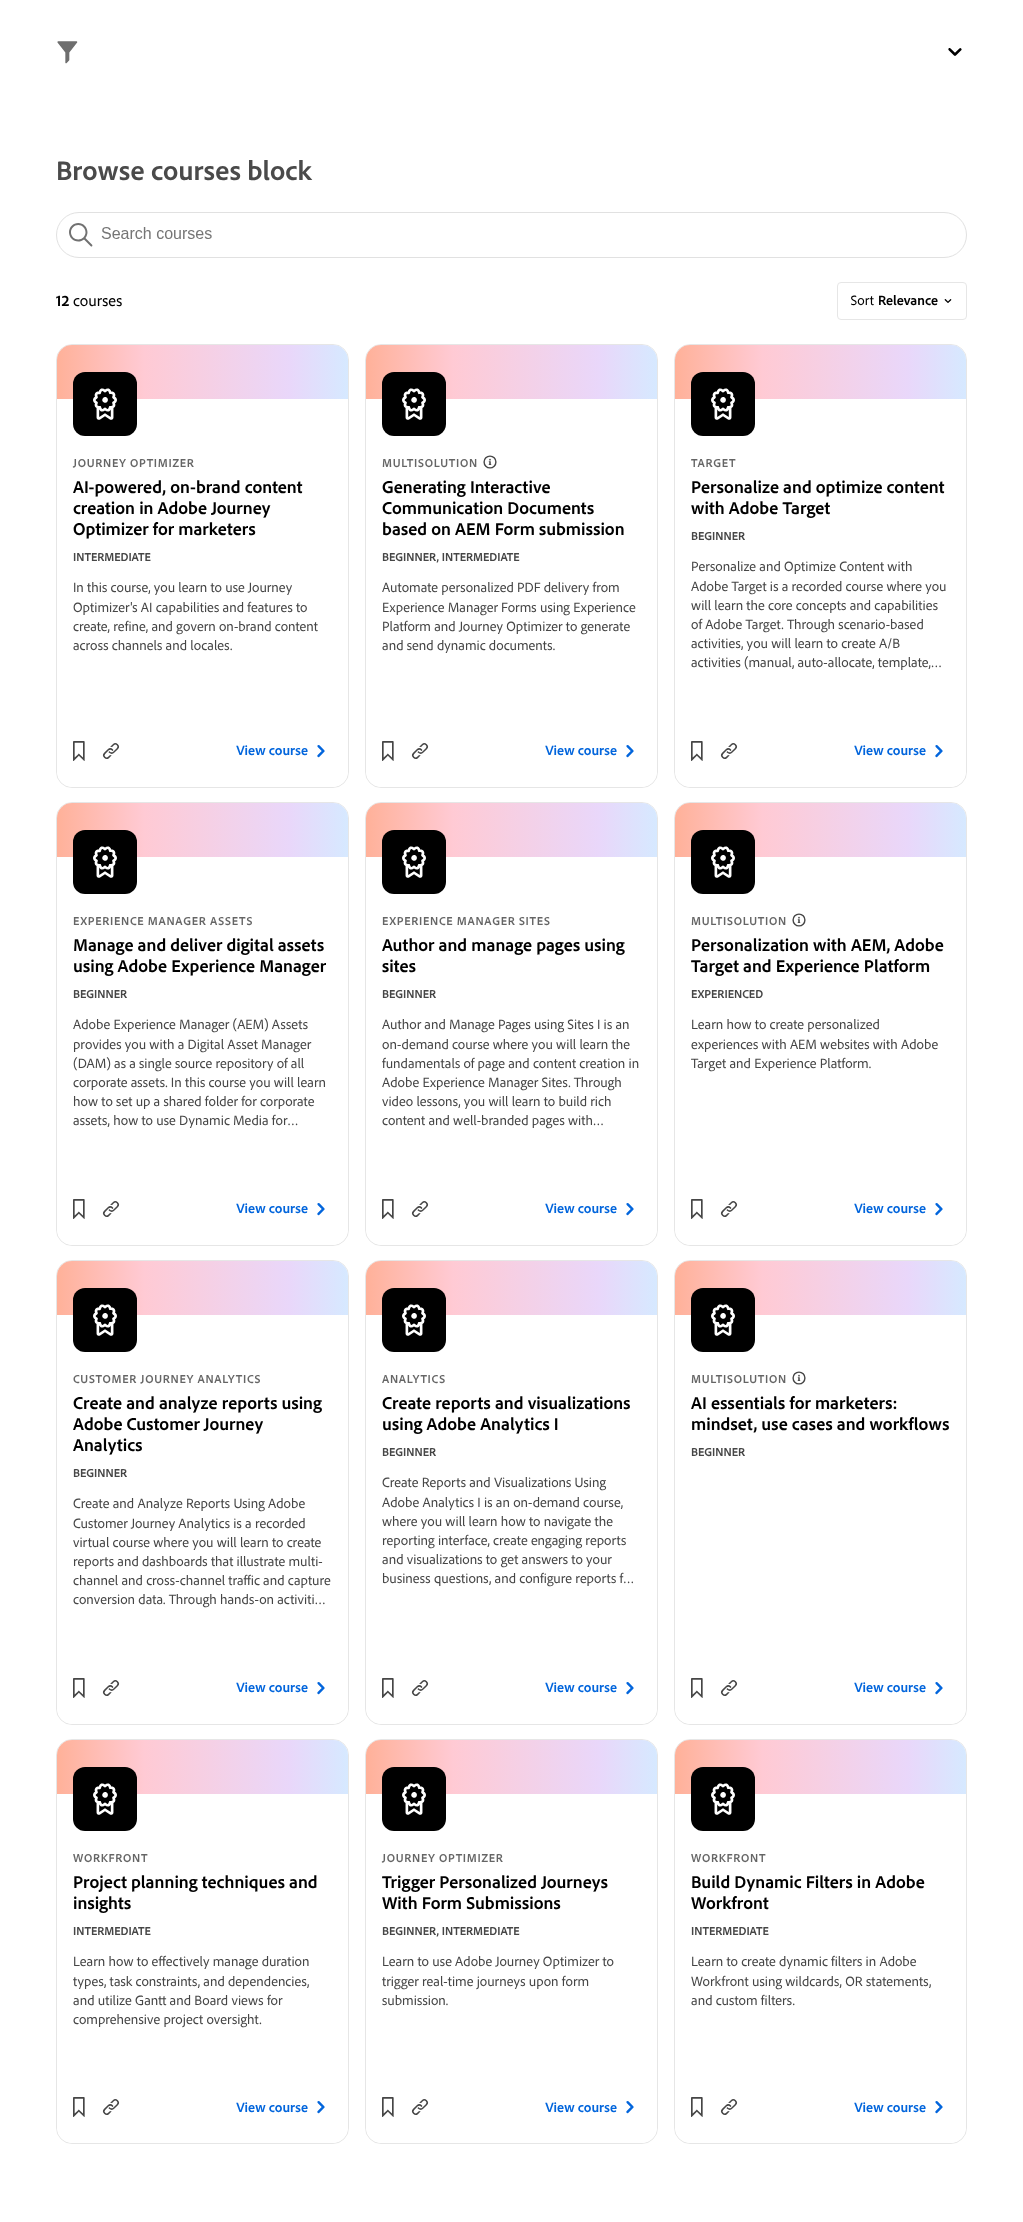 Browse courses block
Search courses
12 courses
Sort Relevance
JOURNEY OPTIMIZER
AI-powered, on-brand content
creation in Adobe Journey
Optimizer for marketers
INTERMEDIATE
In this course, you learn to use Journey
Optimizer's AI capabilities and features to
create, refine, and govern on-brand content
across channels and locales.
View course
MULTISOLUTION
Generating Interactive
Communication Documents
based on AEM Form submission
BEGINNER, INTERMEDIATE
Automate personalized PDF delivery from
Experience Manager Forms using Experience
Platform and Journey Optimizer to generate
and send dynamic documents.
View course
TARGET
Personalize and optimize content
with Adobe Target
BEGINNER
Personalize and Optimize Content with
Adobe Target is a recorded course where you
will learn the core concepts and capabilities
of Adobe Target. Through scenario-based
activities, you will learn to create A/B
activities (manual, auto-allocate, template,...
View course
EXPERIENCE MANAGER ASSETS
Manage and deliver digital assets
using Adobe Experience Manager
BEGINNER
Adobe Experience Manager (AEM) Assets
provides you with a Digital Asset Manager
(DAM) as a single source repository of all
corporate assets. In this course you will learn
how to set up a shared folder for corporate
assets, how to use Dynamic Media for...
View course
EXPERIENCE MANAGER SITES
Author and manage pages using
sites
BEGINNER
Author and Manage Pages using Sites I is an
on-demand course where you will learn the
fundamentals of page and content creation in
Adobe Experience Manager Sites. Through
video lessons, you will learn to build rich
content and well-branded pages with...
View course
MULTISOLUTION
Personalization with AEM, Adobe
Target and Experience Platform
EXPERIENCED
Learn how to create personalized
experiences with AEM websites with Adobe
Target and Experience Platform.
View course
CUSTOMER JOURNEY ANALYTICS
Create and analyze reports using
Adobe Customer Journey
Analytics
BEGINNER
Create and Analyze Reports Using Adobe
Customer Journey Analytics is a recorded
virtual course where you will learn to create
reports and dashboards that illustrate multi-
channel and cross-channel traffic and capture
conversion data. Through hands-on activiti...
View course
ANALYTICS
Create reports and visualizations
using Adobe Analytics I
BEGINNER
Create Reports and Visualizations Using
Adobe Analytics I is an on-demand course,
where you will learn how to navigate the
reporting interface, create engaging reports
and visualizations to get answers to your
business questions, and configure reports f...
View course
MULTISOLUTION
AI essentials for marketers:
mindset, use cases and workflows
BEGINNER
View course
WORKFRONT
Project planning techniques and
insights
INTERMEDIATE
Learn how to effectively manage duration
types, task constraints, and dependencies,
and utilize Gantt and Board views for
comprehensive project oversight.
View course
JOURNEY OPTIMIZER
Trigger Personalized Journeys
With Form Submissions
BEGINNER, INTERMEDIATE
Learn to use Adobe Journey Optimizer to
trigger real-time journeys upon form
submission.
View course
WORKFRONT
Build Dynamic Filters in Adobe
Workfront
INTERMEDIATE
Learn to create dynamic filters in Adobe
Workfront using wildcards, OR statements,
and custom filters.
View course